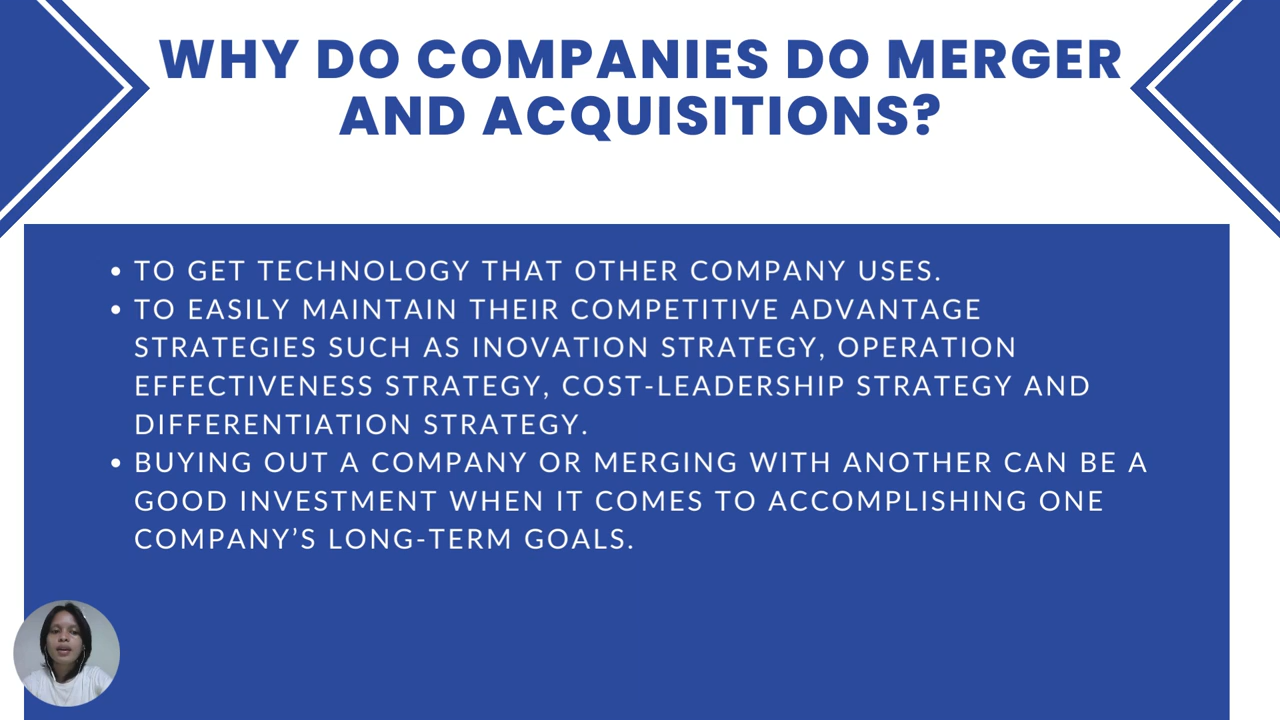 WHY DO COMPANIES DO MERGER
AND ACQUISITIONS?
• TO GET TECHNOLOGY THAT OTHER COMPANY USES.
• TO EASILY MAINTAIN THEIR COMPETITIVE ADVANTAGE
STRATEGIES SUCH AS INOVATION STRATEGY, OPERATION
EFFECTIVENESS STRATEGY, COST-LEADERSHIP STRATEGY AND
DIFFERENTIATION STRATEGY.
• BUYING OUT A COMPANY OR MERGING WITH ANOTHER CAN BE A
GOOD INVESTMENT WHEN IT COMES TO ACCOMPLISHING ONE
COMPANY’S LONG-TERM GOALS.